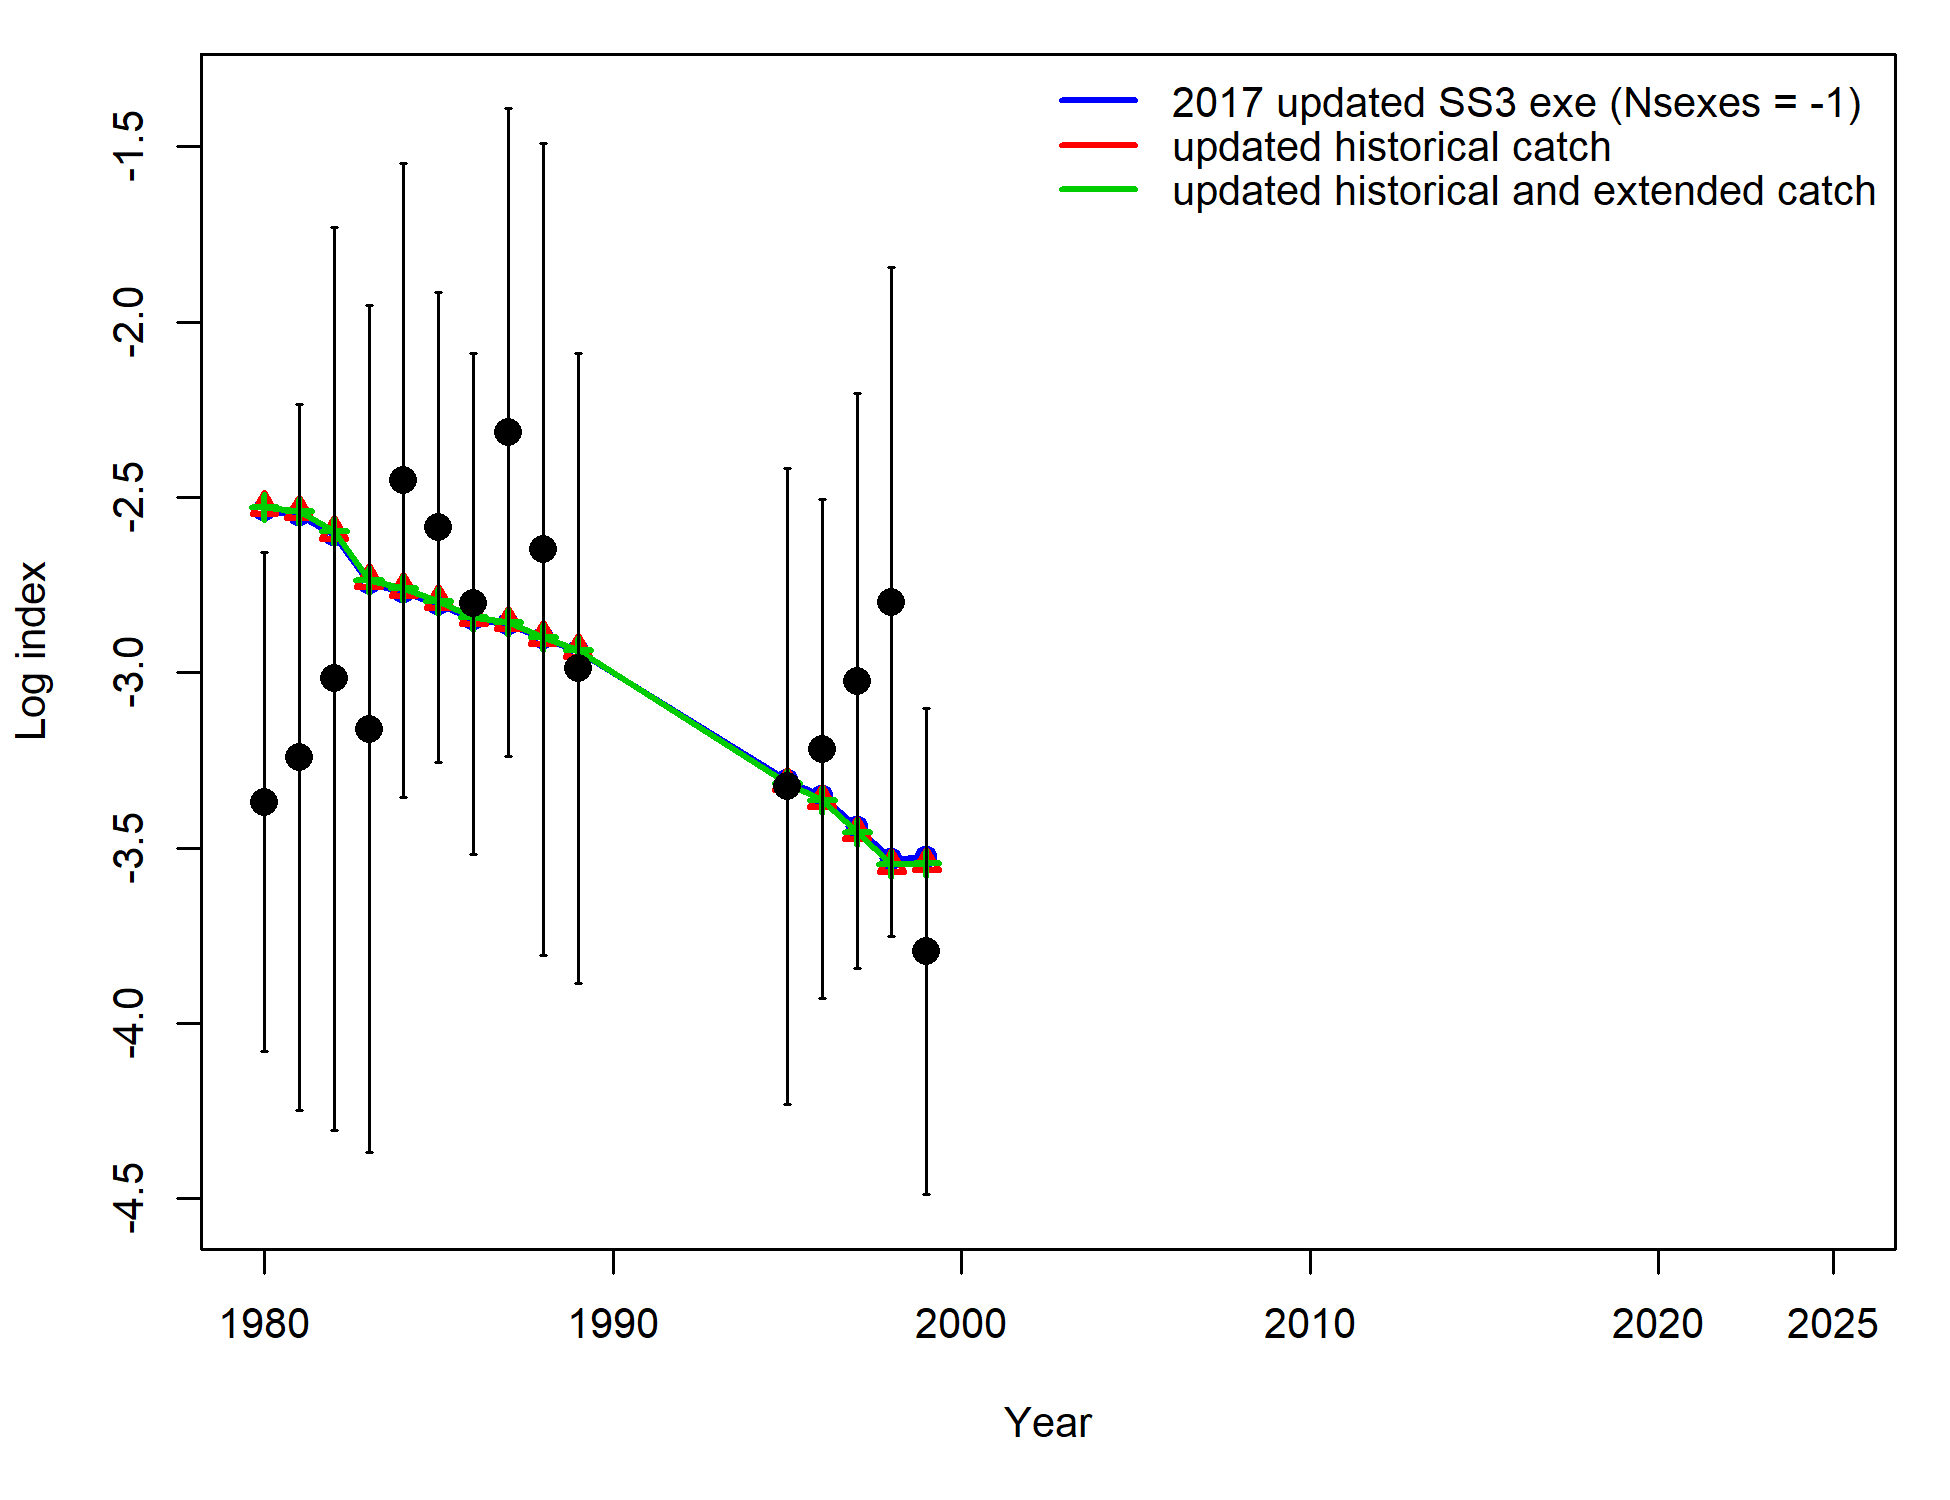 2017 updated SS3 exe (Nsexes = -1)
updated historical catch
updated historical and extended catch
Log index
-1.5
-2.0
-2.5
-3.0
-3.5
-4.0
-4.5
1980 1990 2000 2010 2020 2025
Year